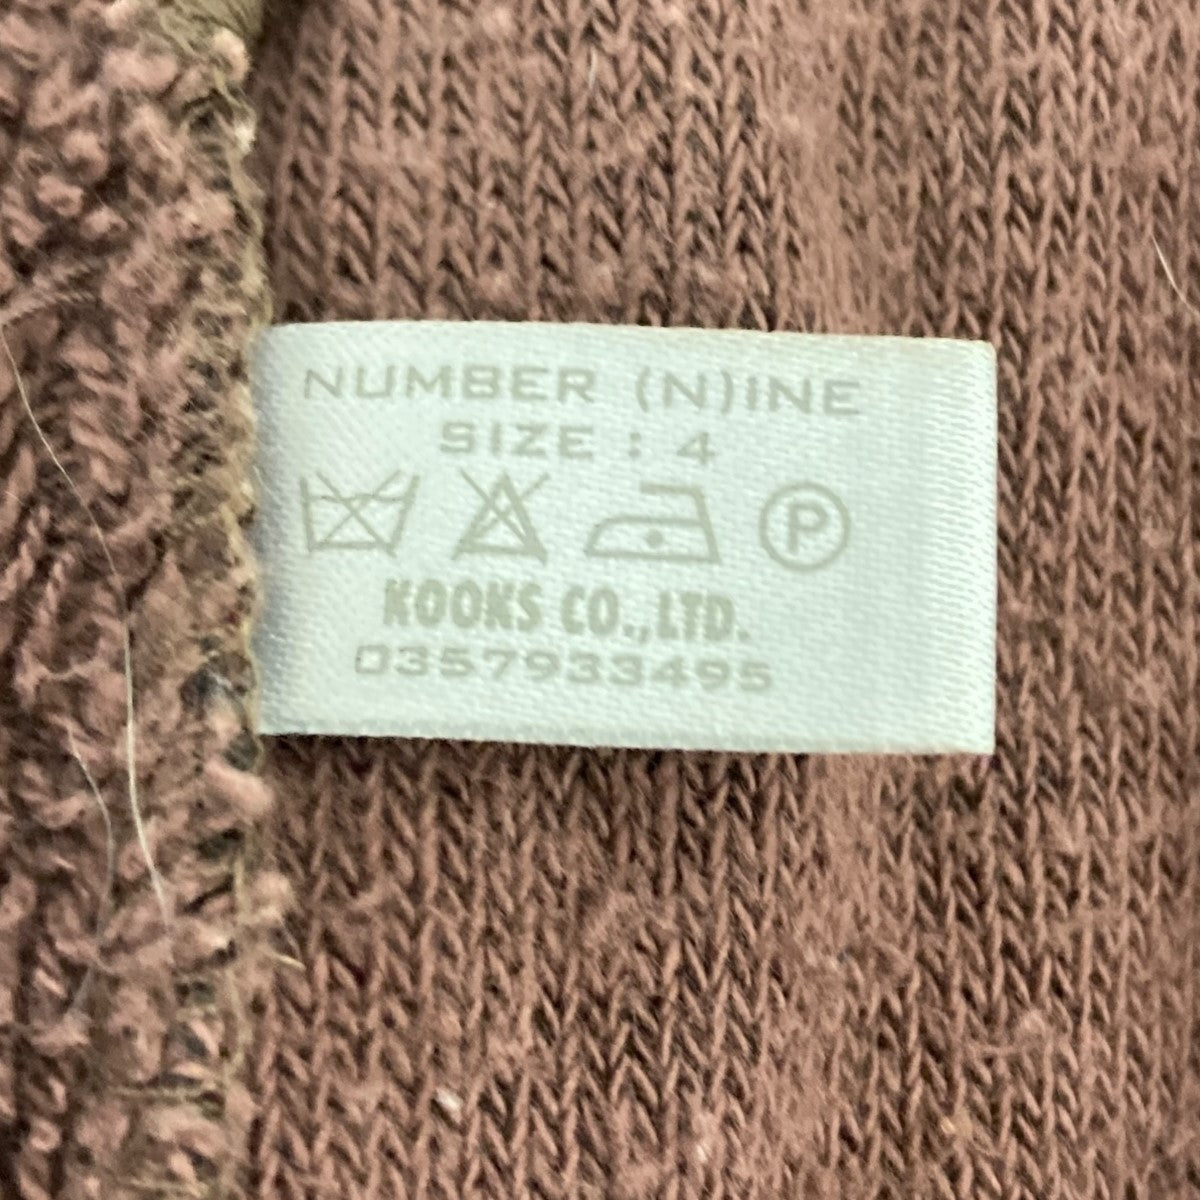 NUMBER (N)INE
SIZE : 4
P
KOOKS CO.,LTD.
0357933495